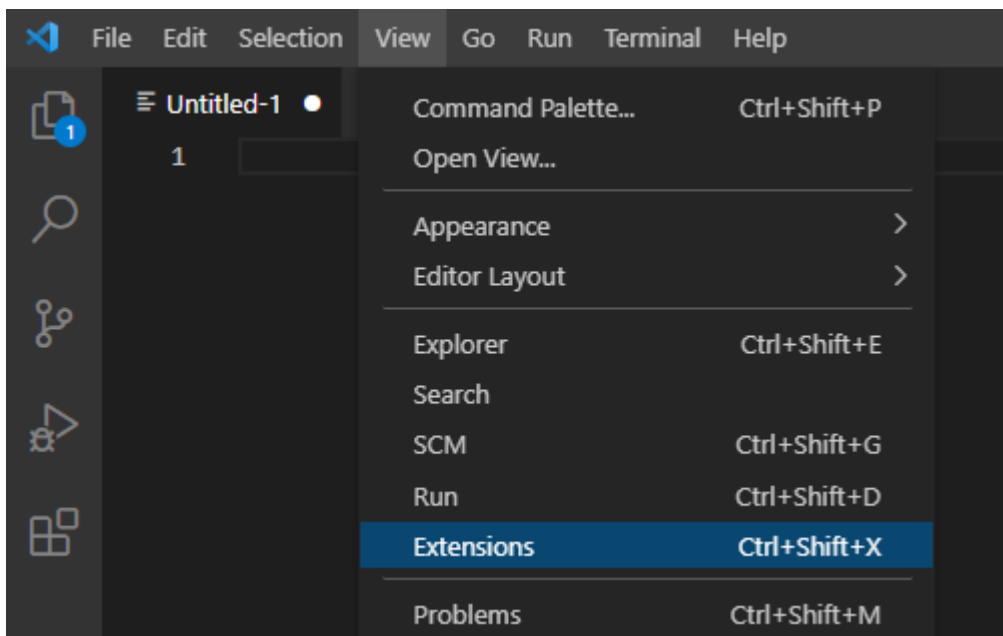 File Edit Selection View Go Run Terminal Help
Untitled-1
1
1
Command Palette... Ctrl+Shift+P
Open View...
Appearance
Editor Layout
Explorer Ctrl+Shift+E
Search
SCM Ctrl+Shift+G
Run Ctrl+Shift+D
Extensions Ctrl+Shift+X
Problems Ctrl+Shift+M